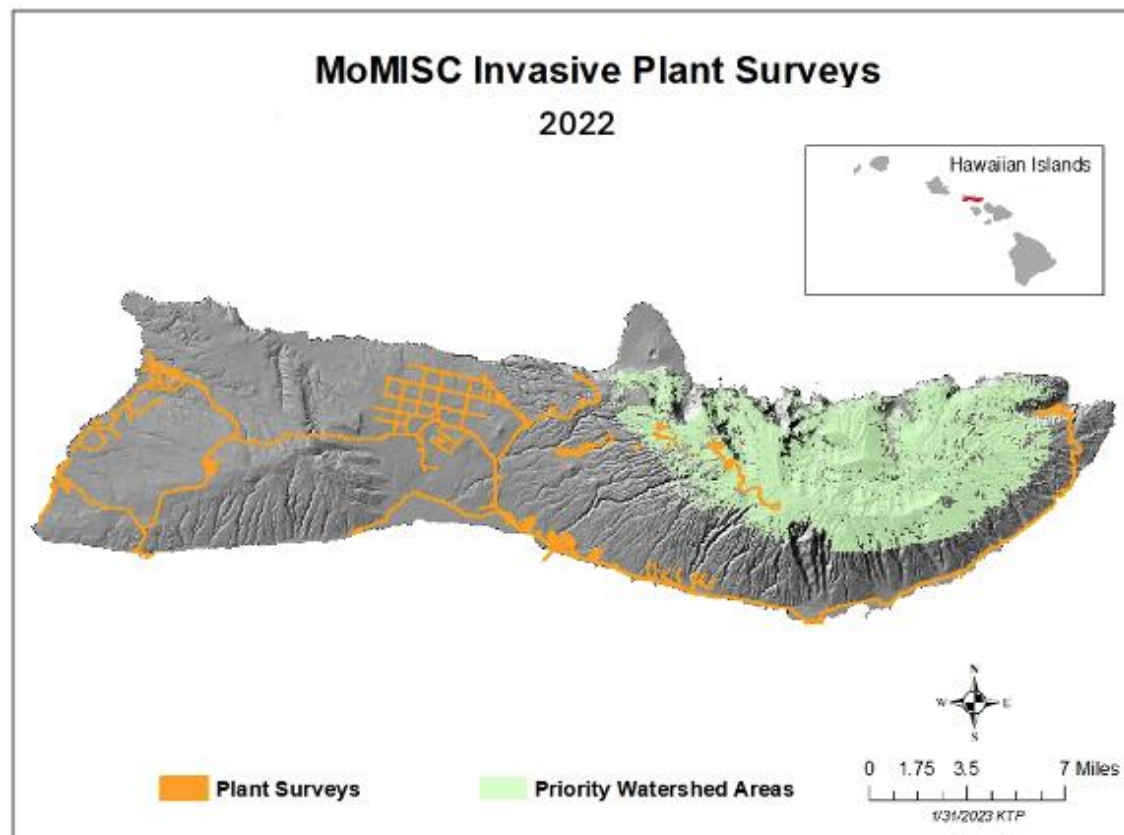 MoMISC Invasive Plant Surveys
2022
Hawaiian Islands
N
W E
S
Plant Surveys
Priority Watershed Areas
0 1.75 3.5 7 Miles
1/31/2023 KTP